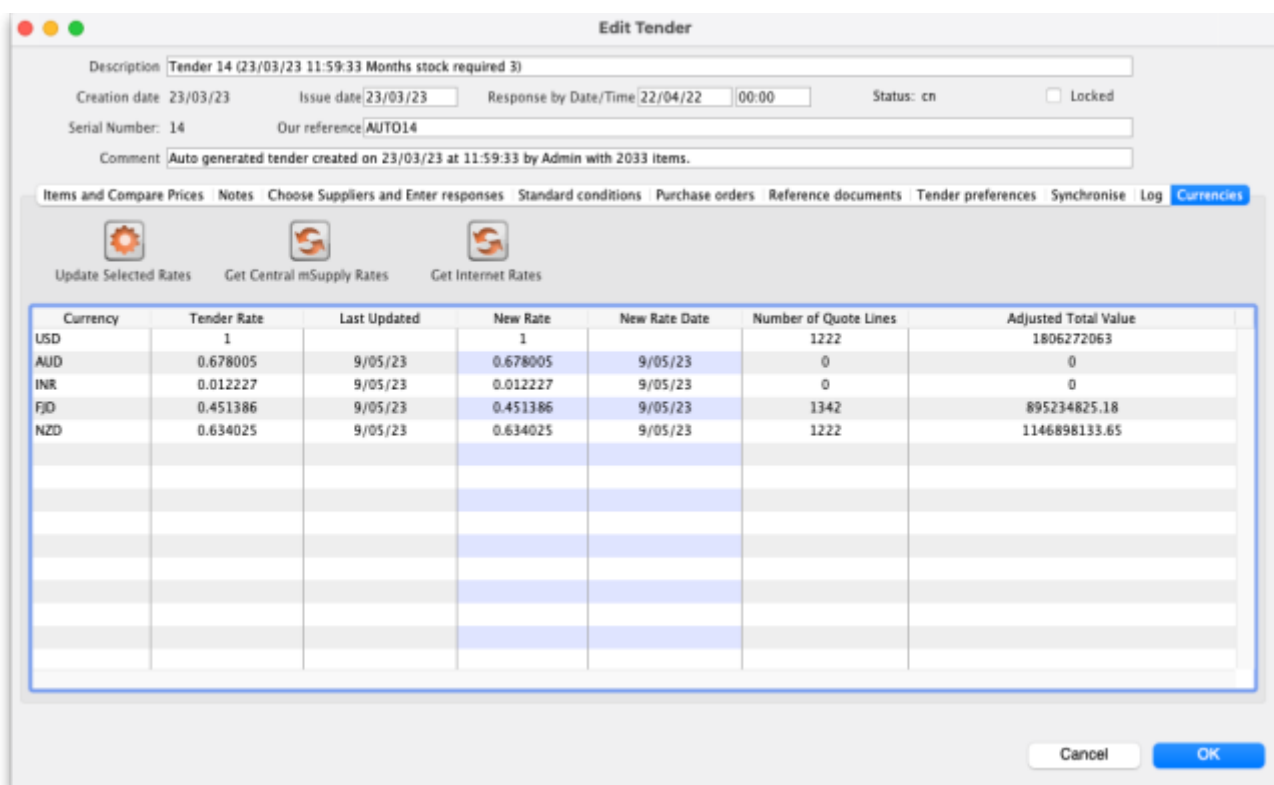 Edit Tender
Description Tender 14 (23/03/23 11:59:33 Months stock required 3)
Creation date 23/03/23 Issue date 23/03/23 Response by Date/Time 22/04/22 00:00 Status: cn Locked
Serial Number: 14 Our reference AUTO14
Comment Auto generated tender created on 23/03/23 at 11:59:33 by Admin with 2033 items.
Items and Compare Prices Notes Choose Suppliers and Enter responses Standard conditions Purchase orders Reference documents Tender preferences Synchronise Log Currencies
Update Selected Rates Get Central mSupply Rates Get Internet Rates
Currency Tender Rate Last Updated New Rate New Rate Date Number of Quote Lines Adjusted Total Value
USD 1 1 1222 1806272063
AUD 0.678005 9/05/23 0.678005 9/05/23 0 0
INR 0.012227 9/05/23 0.012227 9/05/23 0 0
FJD 0.451386 9/05/23 0.451386 9/05/23 1342 895234825.18
NZD 0.634025 9/05/23 0.634025 9/05/23 1222 1146898133.65
Cancel OK